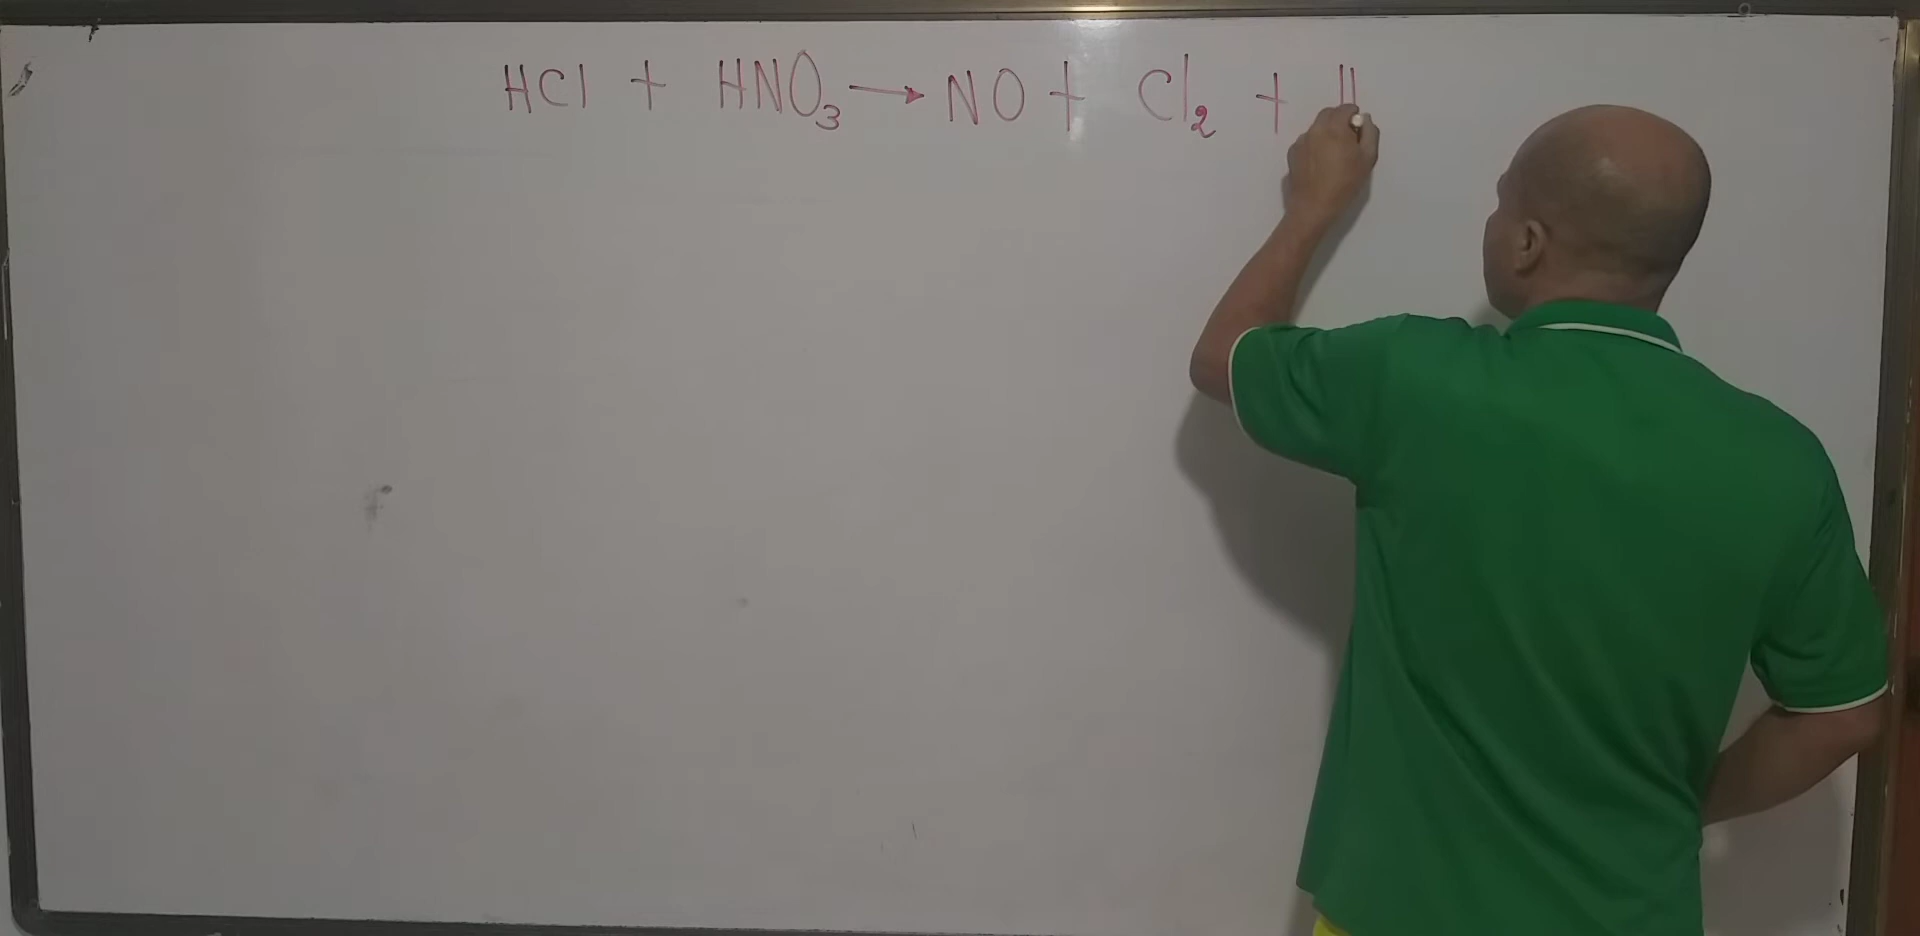 HCl + HNO₃ → NO + Cl₂ + H